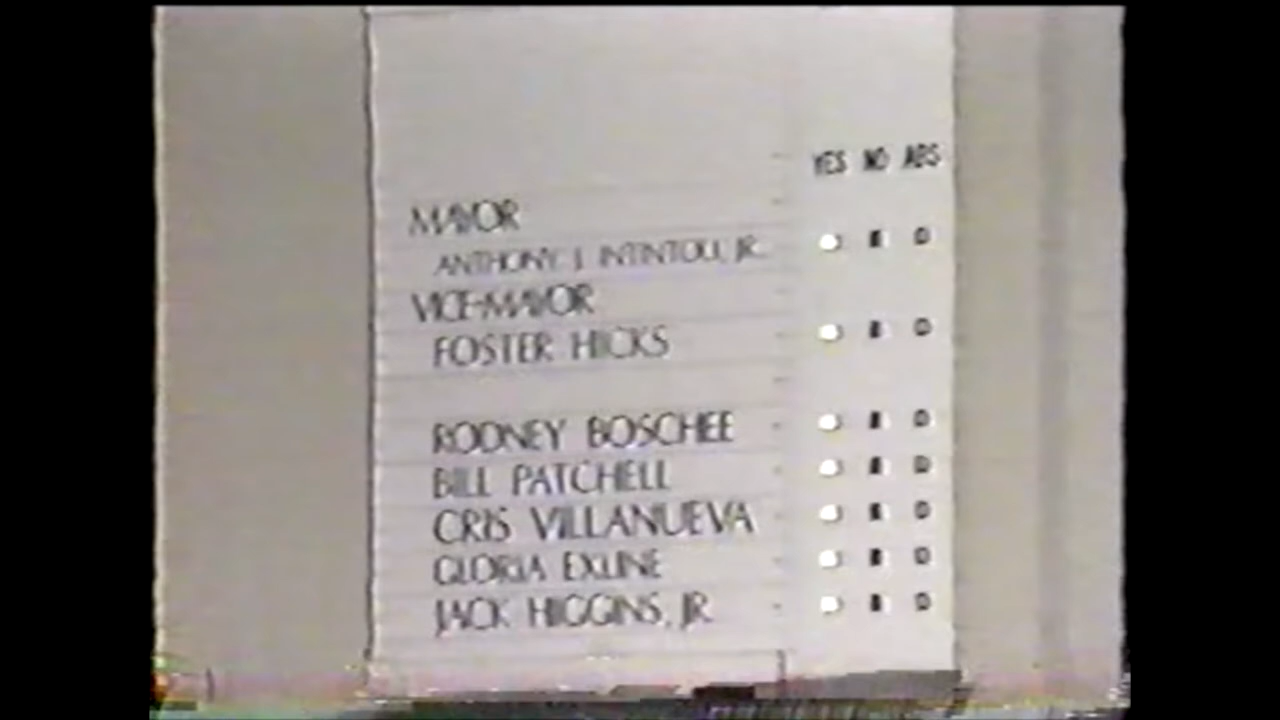 YES NO ABS
MAYOR
ANTHONY J. INTINTOLI, JR.
VICE-MAYOR
FOSTER HICKS
RODNEY BOSCHEE
BILL PATCHELL
CRIS VILLANUEVA
GLORIA EXLINE
JACK HIGGINS, JR.